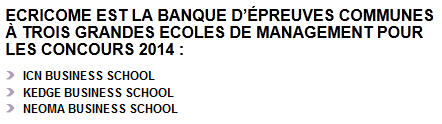 ECRICOME EST LA BANQUE D'ÉPREUVES COMMUNES
À TROIS GRANDES ECOLES DE MANAGEMENT POUR
LES CONCOURS 2014 :
ICN BUSINESS SCHOOL
KEDGE BUSINESS SCHOOL
NEOMA BUSINESS SCHOOL